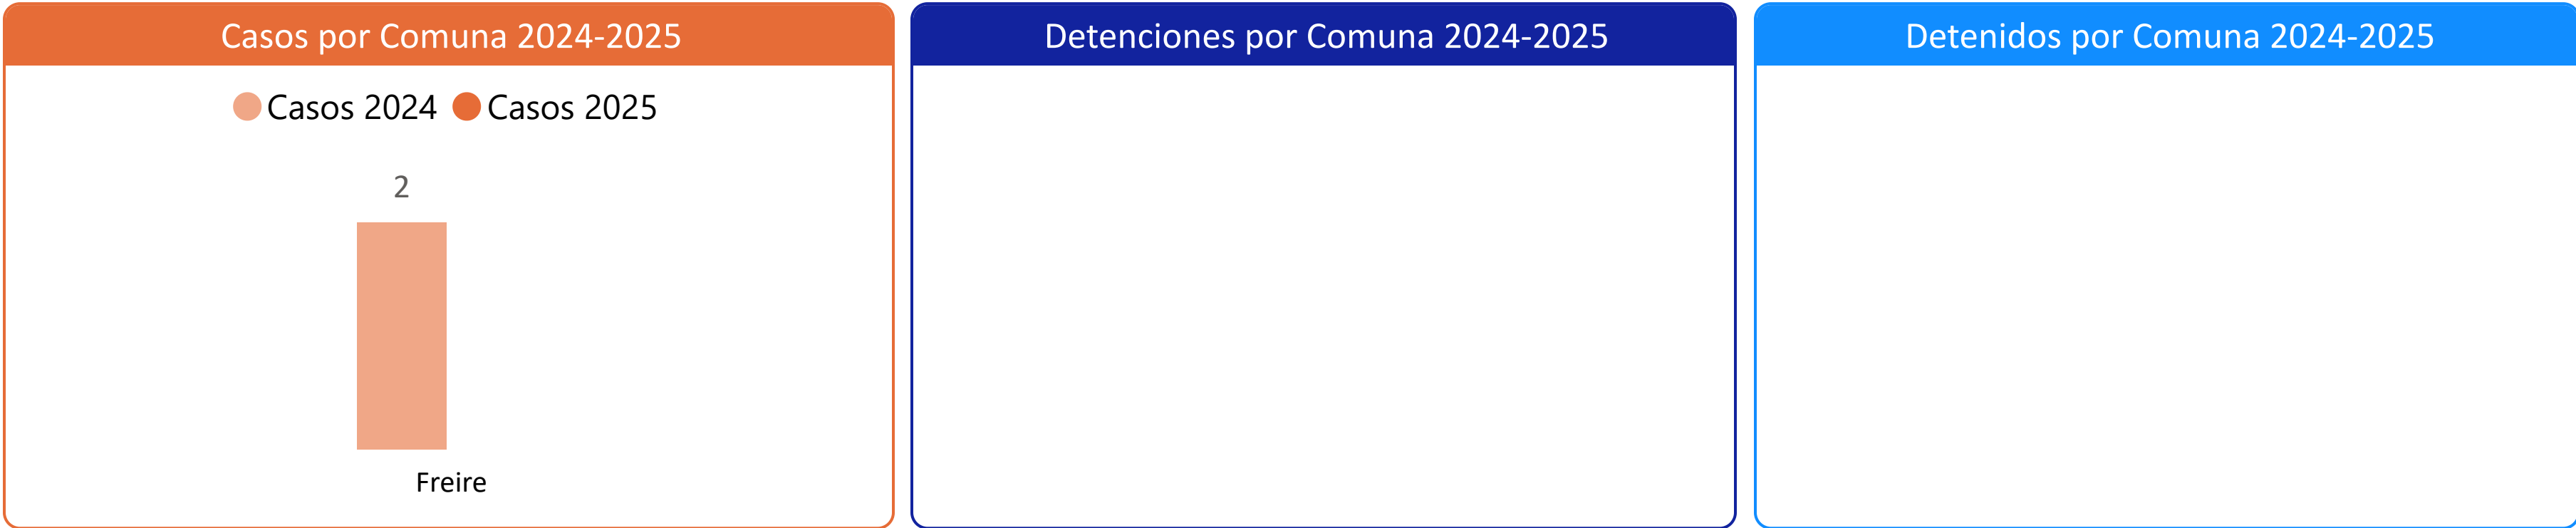 Casos por Comuna 2024-2025
Casos 2024 Casos 2025
2
Freire
Detenciones por Comuna 2024-2025
Detenidos por Comuna 2024-2025